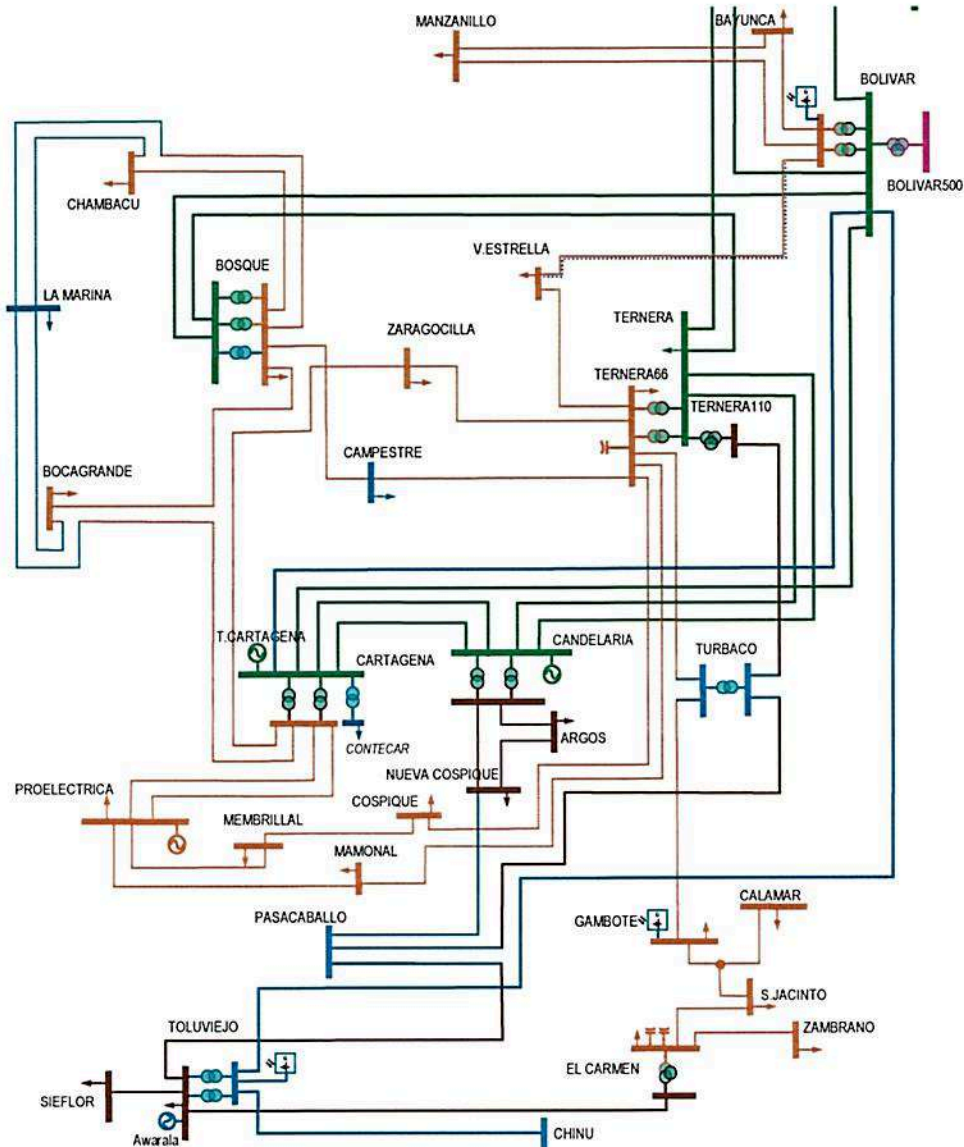 MANZANILLO
BAYUNCA
BOLIVAR
BOLIVAR500
CHAMBACU
V.ESTRELLA
BOSQUE
LA MARINA
TERNERA
ZARAGOCILLA
TERNERA66
TERNERA110
CAMPESTRE
BOCAGRANDE
T.CARTAGENA
CANDELARIA
CARTAGENA
TURBACO
CONTECAR
ARGOS
NUEVA COSPIQUE
PROELECTRICA
COSPIQUE
MEMBRILLAL
MAMONAL
CALAMAR
PASACABALLO
GAMBOTE
S.JACINTO
TOLUVIEJO
ZAMBRANO
EL CARMEN
SIEFLOR
Awarala
CHINU